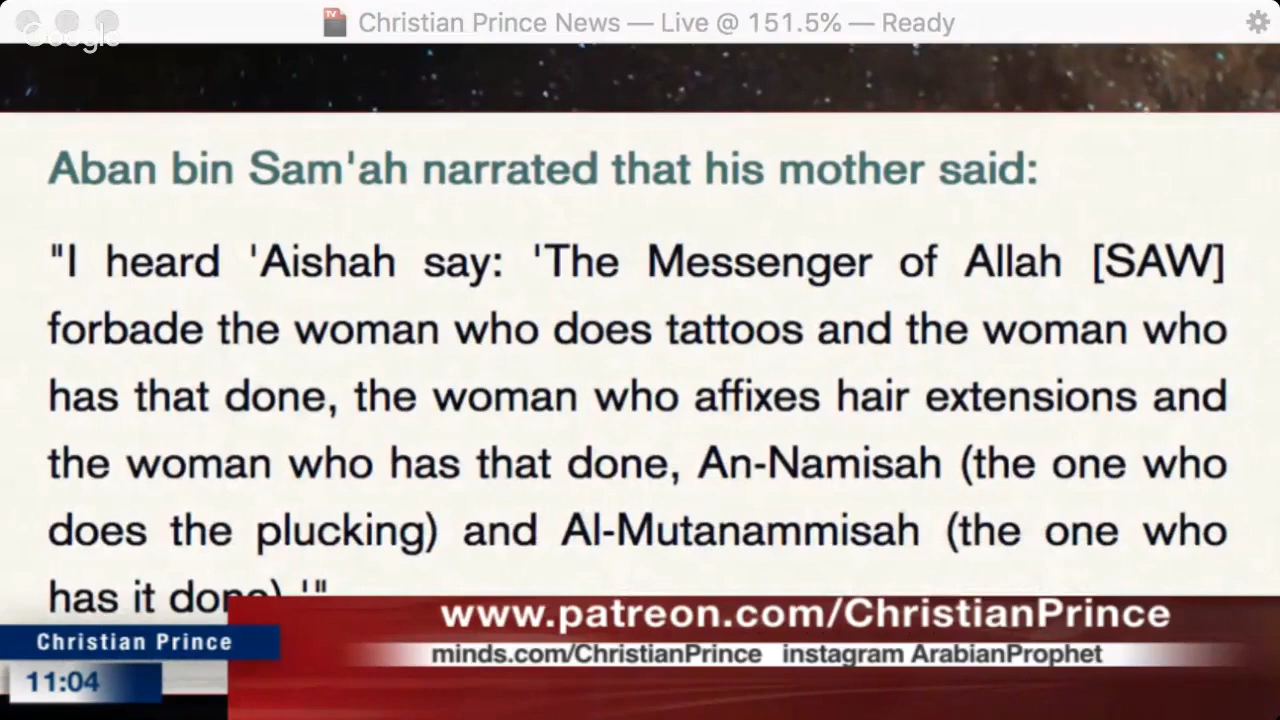 Christian Prince News — Live @ 151.5% — Ready
Google
TV
Aban bin Sam'ah narrated that his mother said:
"I heard 'Aishah say: 'The Messenger of Allah [SAW]
forbade the woman who does tattoos and the woman who
has that done, the woman who affixes hair extensions and
the woman who has that done, An-Namisah (the one who
does the plucking) and Al-Mutanammisah (the one who
has it done).'"
www.patreon.com/ChristianPrince
Christian Prince
minds.com/ChristianPrince instagram ArabianProphet
11:04